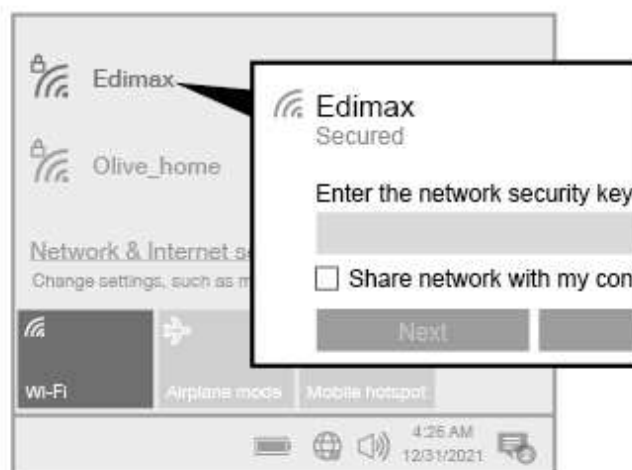 Edimax
Olive_home
Network & Internet s
Change settings, such as m
Wi-Fi
Airplane mode
Mobile hotspot
4:26 AM
12/31/2021
Edimax
Secured
Enter the network security key
Share network with my con
Next